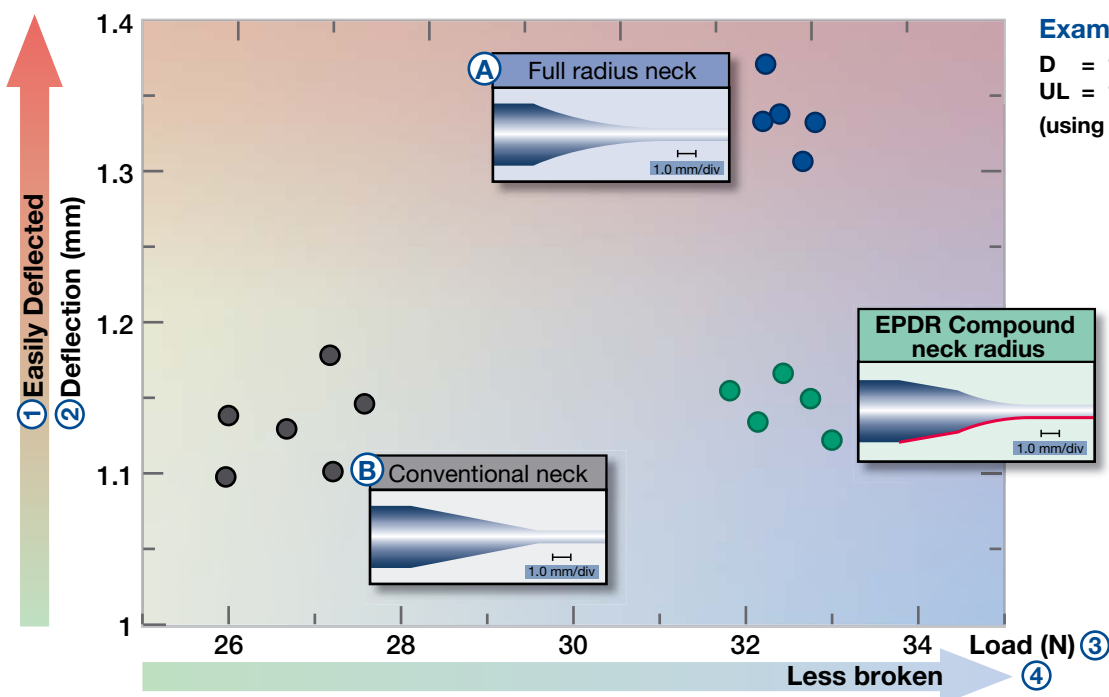 1.4
1.3
1.2
1.1
1
① Easily Deflected
② Deflection (mm)
A Full radius neck
1.0 mm/div
Exam
D =
UL =
(using
EPDR Compound
neck radius
1.0 mm/div
B Conventional neck
1.0 mm/div
26 28 30 32 34 Load (N) ③
Less broken ④